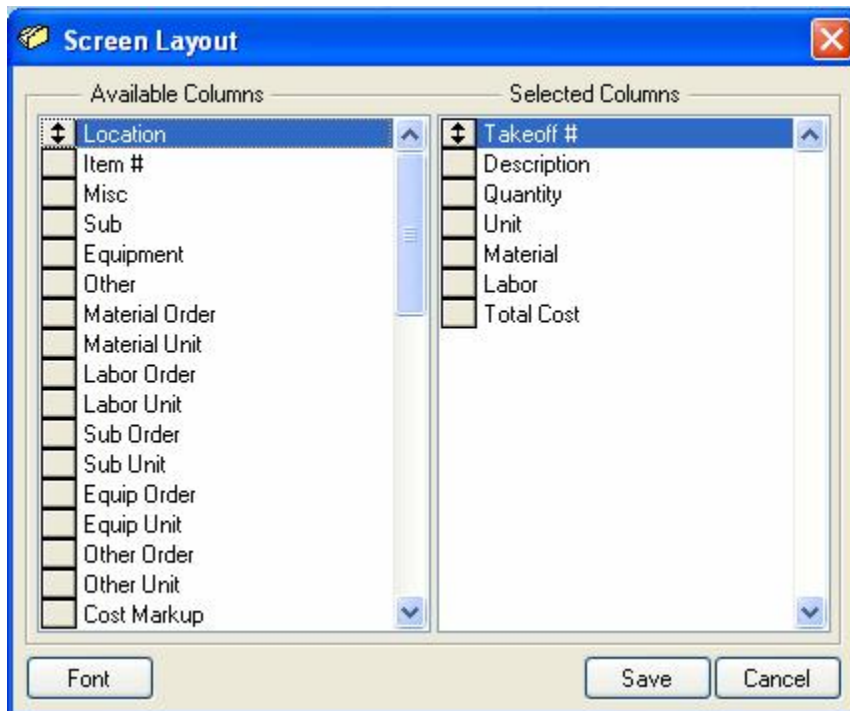 Screen Layout
Available Columns
Location
Item #
Misc
Sub
Equipment
Other
Material Order
Material Unit
Labor Order
Labor Unit
Sub Order
Sub Unit
Equip Order
Equip Unit
Other Order
Other Unit
Cost Markup
Selected Columns
Takeoff #
Description
Quantity
Unit
Material
Labor
Total Cost
Font
Save
Cancel